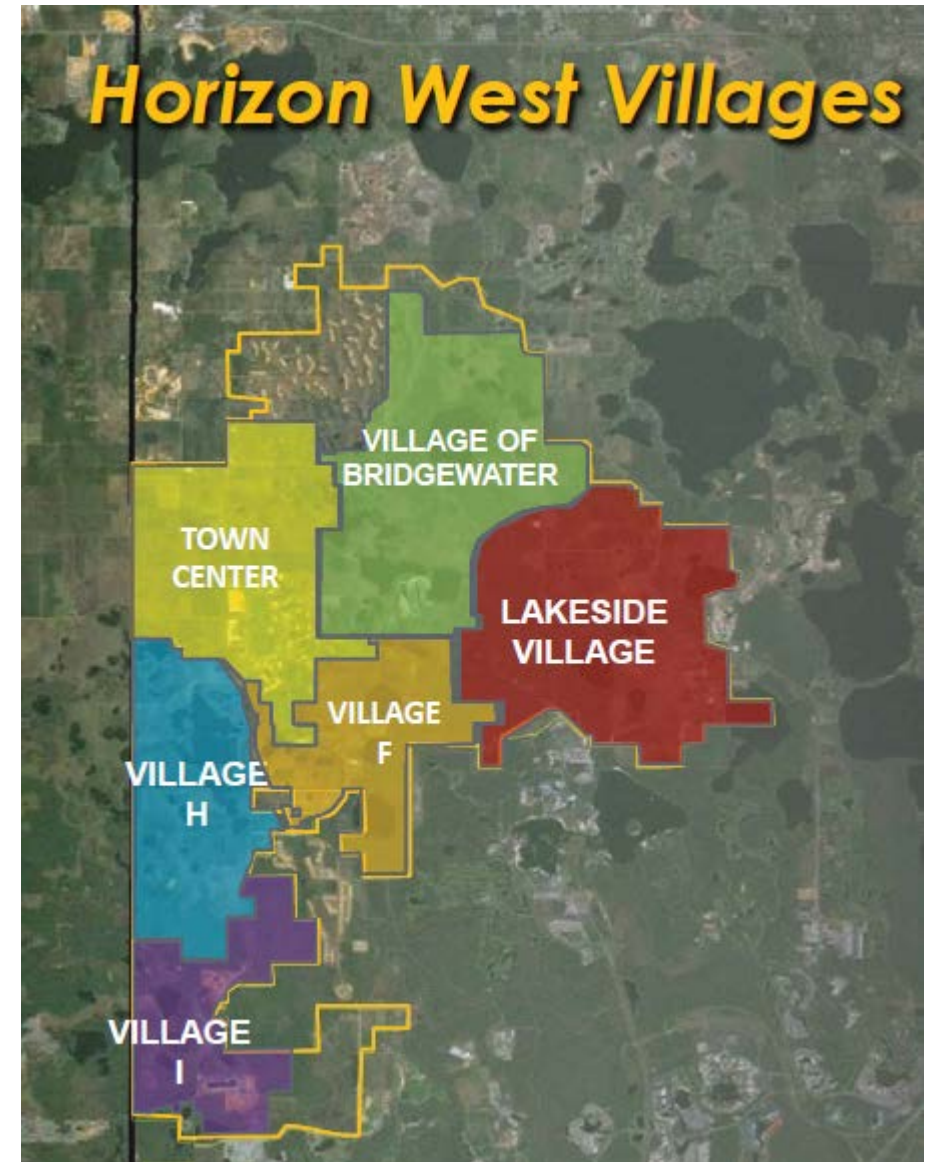 Horizon West Villages
VILLAGE OF
BRIDGEWATER
TOWN
CENTER
LAKESIDE
VILLAGE
VILLAGE
F
VILLAGE
H
VILLAGE
I